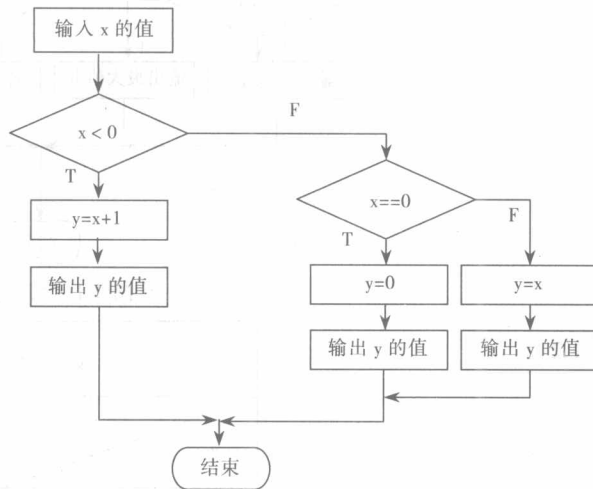 输入 x 的值
x < 0
F
T
x==0
y=x+1
T
F
输出 y 的值
y=0
y=x
输出 y 的值
输出 y 的值
结束